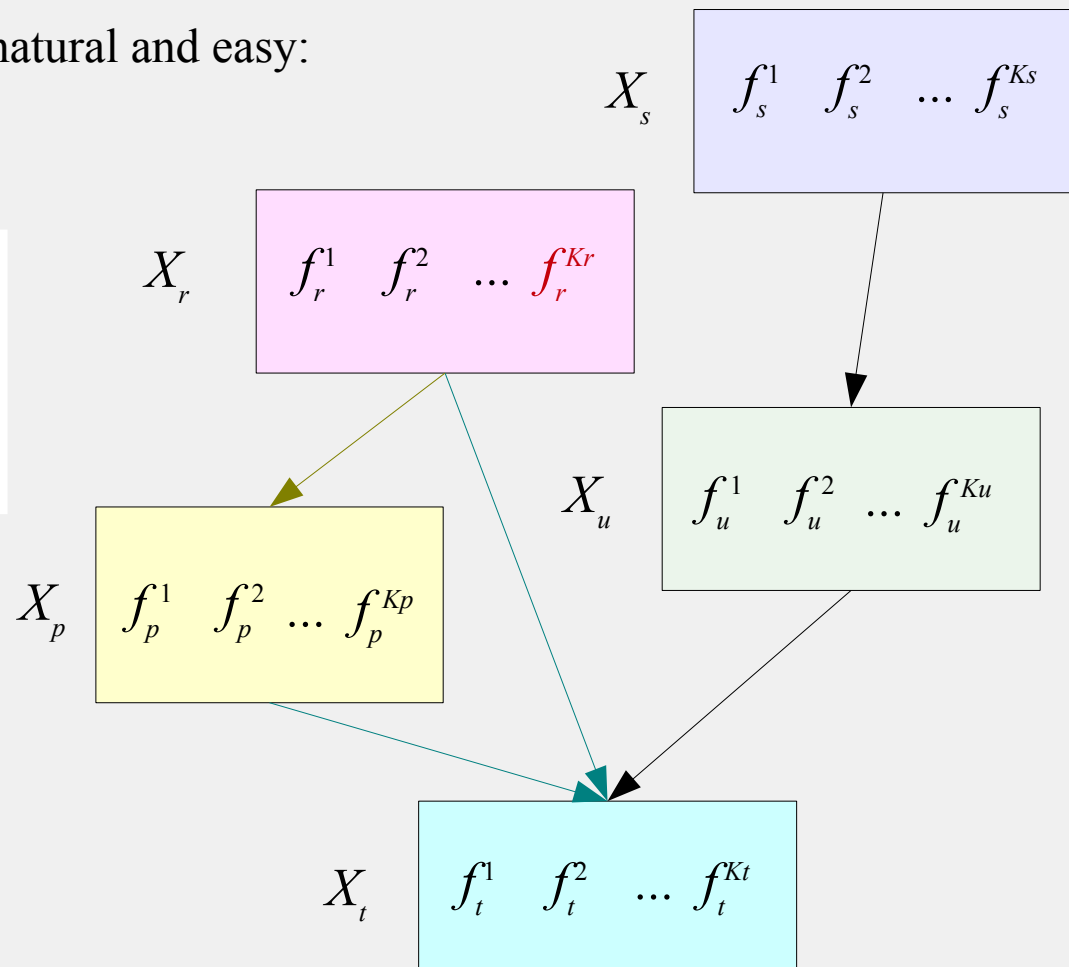 natural and easy:
X_s f_s^1 f_s^2 ... f_s^{Ks}
X_r f_r^1 f_r^2 ... f_r^{Kr}
X_u f_u^1 f_u^2 ... f_u^{Ku}
X_p f_p^1 f_p^2 ... f_p^{Kp}
X_t f_t^1 f_t^2 ... f_t^{Kt}